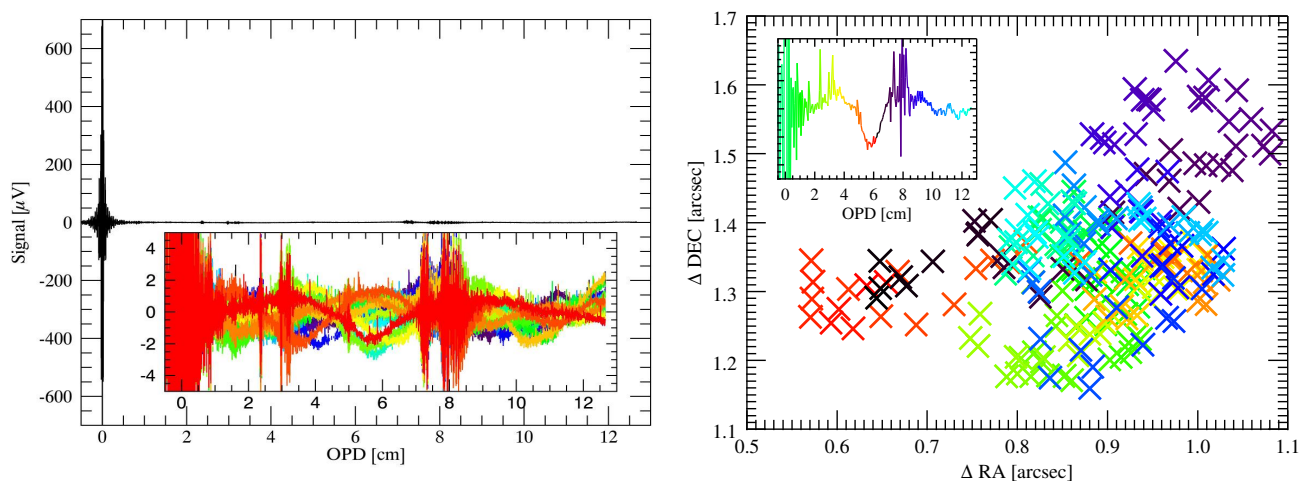 600
400
200
0
-200
-400
-600
Signal [μV]
4
2
0
-2
-4
0 2 4 6 8 10 12
0 2 4 6 8 10 12
OPD [cm]
1.7
1.6
1.5
1.4
1.3
1.2
1.1
Δ DEC [arcsec]
0 2 4 6 8 10 12
OPD [cm]
0.5 0.6 0.7 0.8 0.9 1.0 1.1
Δ RA [arcsec]